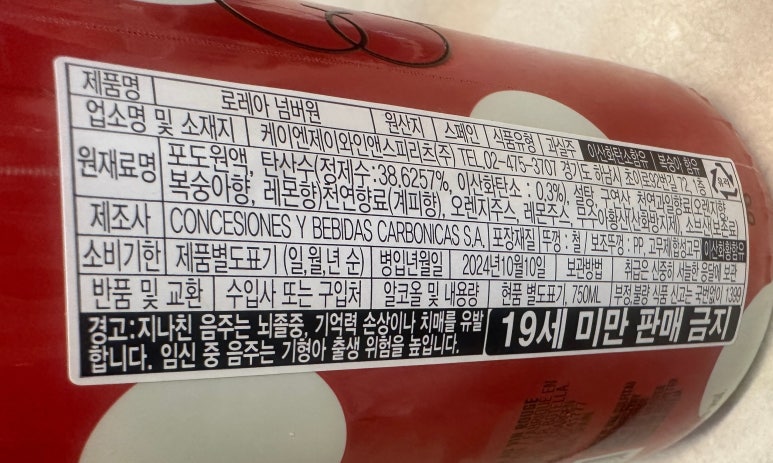 제품명 로레아 넘버원 원산지 스페인 식품유형 과실주 이산화탄소함유 복숭아 함유
업소명 및 소재지 케이엔제이와인앤스피리츠(주) TEL.02-475-3707 경기도 하남시 초이로92번길 12, 1층
원재료명 포도원액, 탄산수(정제수:38.6257%, 이산화탄소 : 0.3%), 설탕, 구연산, 천연과일향료(오렌지향,
복숭아향, 레몬향)천연향료(계피향), 오렌지주스, 레몬주스, 무수아황산(산화방지제), 소브산(보존료)
제조사 CONCESIONES Y BEBIDAS CARBONICAS S.A. 포장재질 뚜껑 : 철 / 보조뚜껑 : PP, 고무제합성고무 이산화황함유
소비기한 제품별도표기 (일,월,년 순) 병입년월일 2024년10월10일 보관방법 취급은 신중히 서늘한 응달에 보관
반품 및 교환 수입사 또는 구입처 알코올 및 내용량 현품 별도표기, 750ML 부정,불량 식품 신고는 국번없이 1399
경고:지나친 음주는 뇌졸중, 기억력 손상이나 치매를 유발
합니다. 임신 중 음주는 기형아 출생 위험을 높입니다.
19세 미만 판매 금지